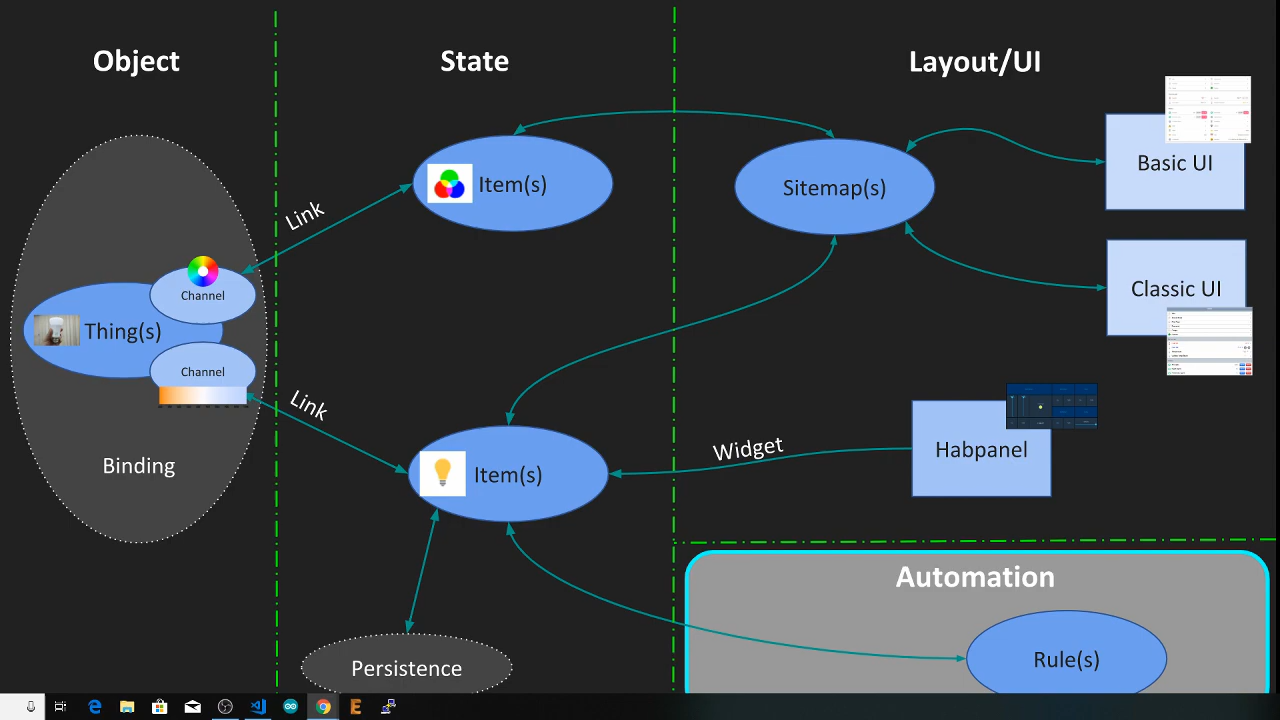 Object
State
Layout/UI
Basic UI
Item(s)
Sitemap(s)
Link
Channel
Classic UI
Thing(s)
Channel
Link
Widget
Habpanel
Binding
Item(s)
Automation
Persistence
Rule(s)